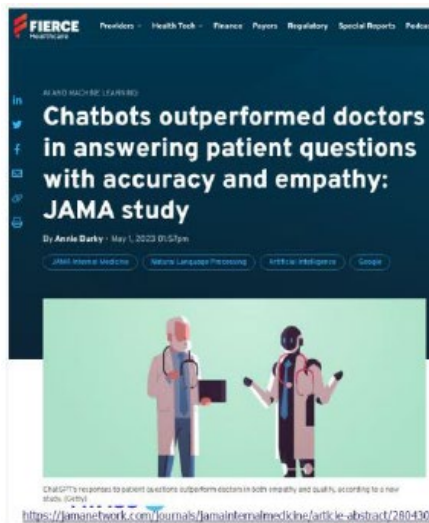 FIERCE
Healthcare
Providers Health Tech Finance Payers Regulatory Special Reports
AI AND MACHINE LEARNING
Chatbots outperformed doctors
in answering patient questions
with accuracy and empathy:
JAMA study
By Annie Burky · May 1, 2023 01:57pm
JAMA Internal Medicine Natural Language Processing Artificial Intelligence Google
ChatGPT's responses to patient questions outperform doctors in both empathy and quality, according to a new
study. (Getty)
https://jamanetwork.com/journals/jamainternalmedicine/article-abstract/280430